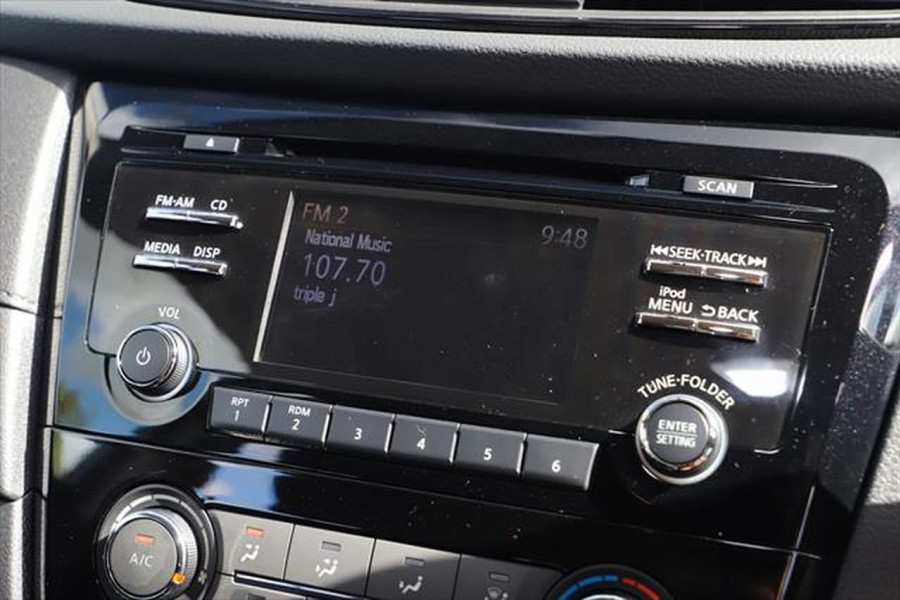 SCAN
FM·AM CD
MEDIA DISP
VOL
FM 2
9:48
National Music
107.70
triple j
SEEK·TRACK
iPod
MENU BACK
TUNE·FOLDER
ENTER
SETTING
RPT
1
RDM
2
3
4
5
6
A/C